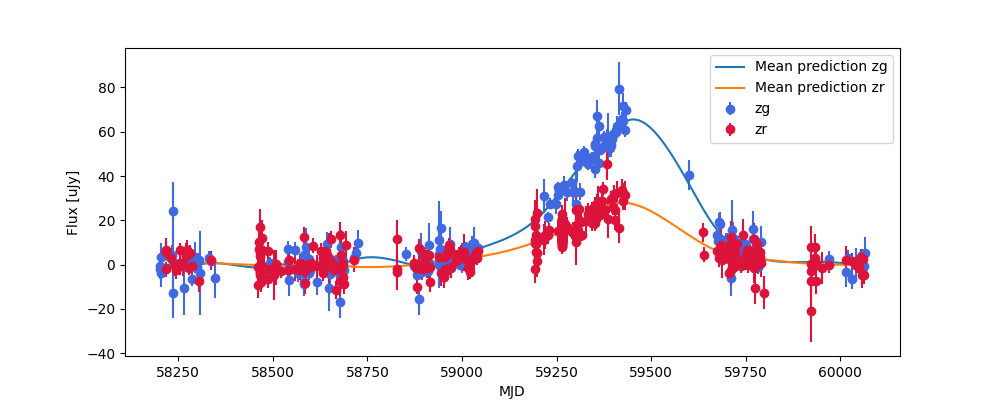 Mean prediction zg
Mean prediction zr
zg
zr
80
60
40
20
0
−20
−40
Flux [uJy]
58250
58500
58750
59000
59250
59500
59750
60000
MJD